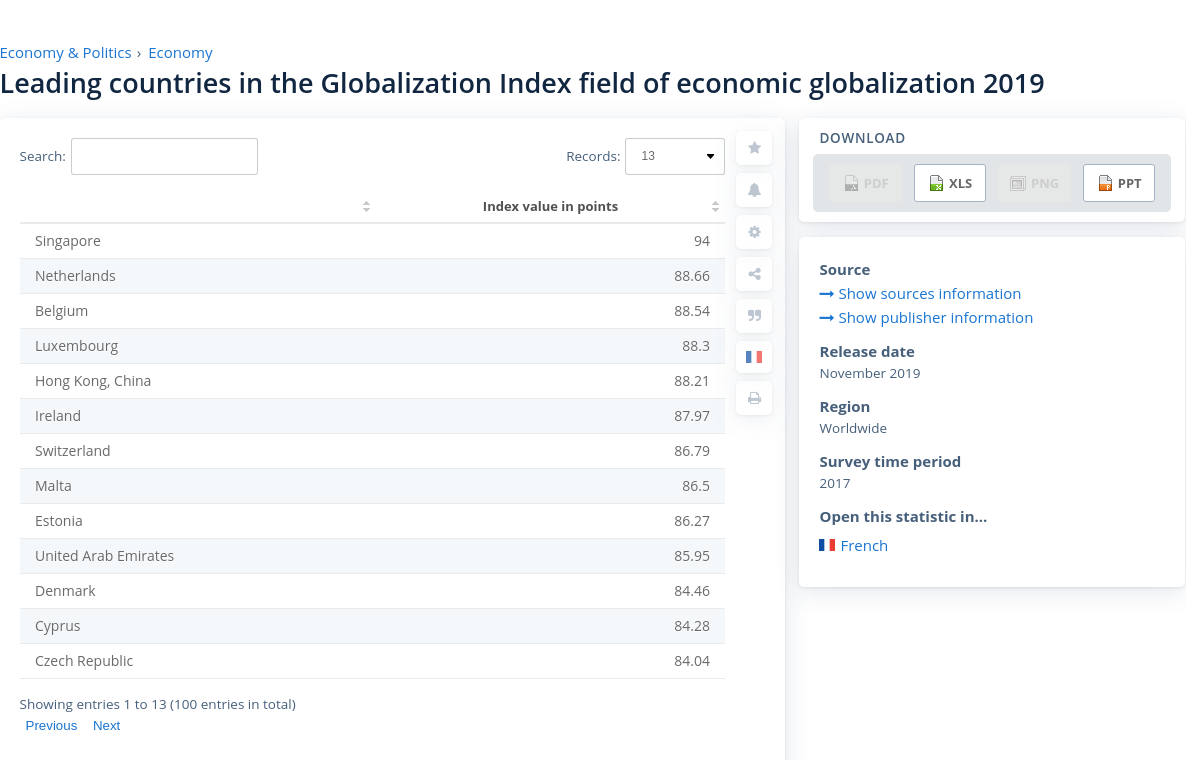 Economy & Politics › Economy
Leading countries in the Globalization Index field of economic globalization 2019
Search:
Records: 13
Index value in points
Singapore 94
Netherlands 88.66
Belgium 88.54
Luxembourg 88.3
Hong Kong, China 88.21
Ireland 87.97
Switzerland 86.79
Malta 86.5
Estonia 86.27
United Arab Emirates 85.95
Denmark 84.46
Cyprus 84.28
Czech Republic 84.04
Showing entries 1 to 13 (100 entries in total)
Previous Next
DOWNLOAD
PDF XLS PNG PPT
Source
Show sources information
Show publisher information
Release date
November 2019
Region
Worldwide
Survey time period
2017
Open this statistic in...
French